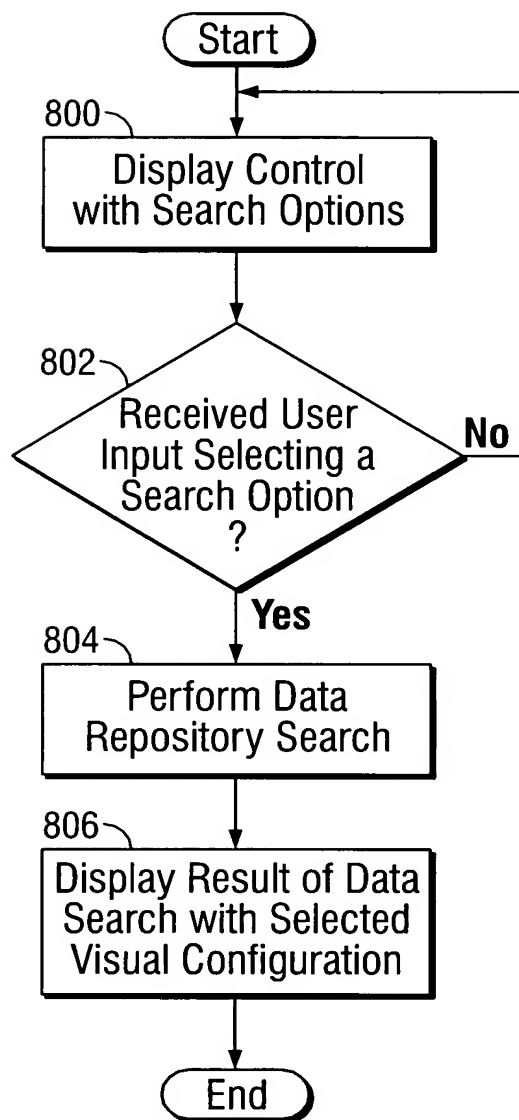 Start
800
Display Control
with Search Options
802
Received User
Input Selecting a
Search Option
?
No
Yes
804
Perform Data
Repository Search
806
Display Result of Data
Search with Selected
Visual Configuration
End